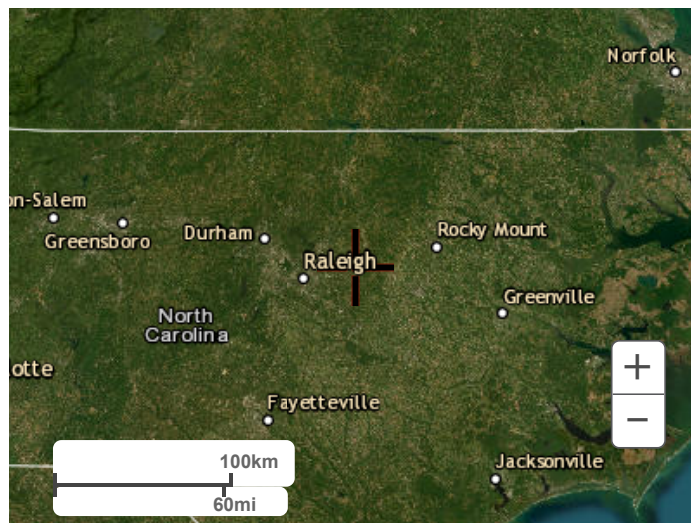 Norfolk
on-Salem
Greensboro
Durham
Rocky Mount
Raleigh
Greenville
North
Carolina
otte
Fayetteville
Jacksonville
100km
60mi
+
−